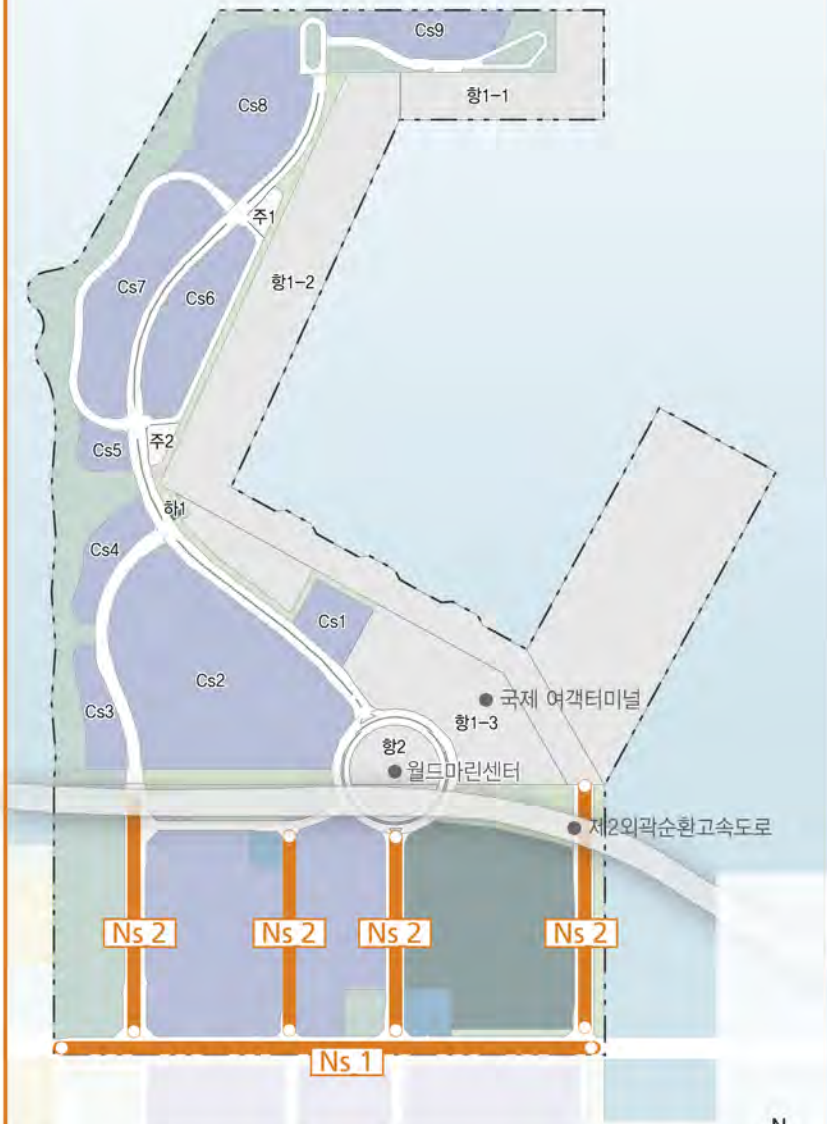 Cs9
항1-1
Cs8
주1
항1-2
Cs7
Cs6
Cs5
주2
하1
Cs4
Cs1
Cs2
국제 여객터미널
Cs3
항1-3
항2
월드마린센터
제2외곽순환고속도로
Ns 2
Ns 2
Ns 2
Ns 2
Ns 1
N